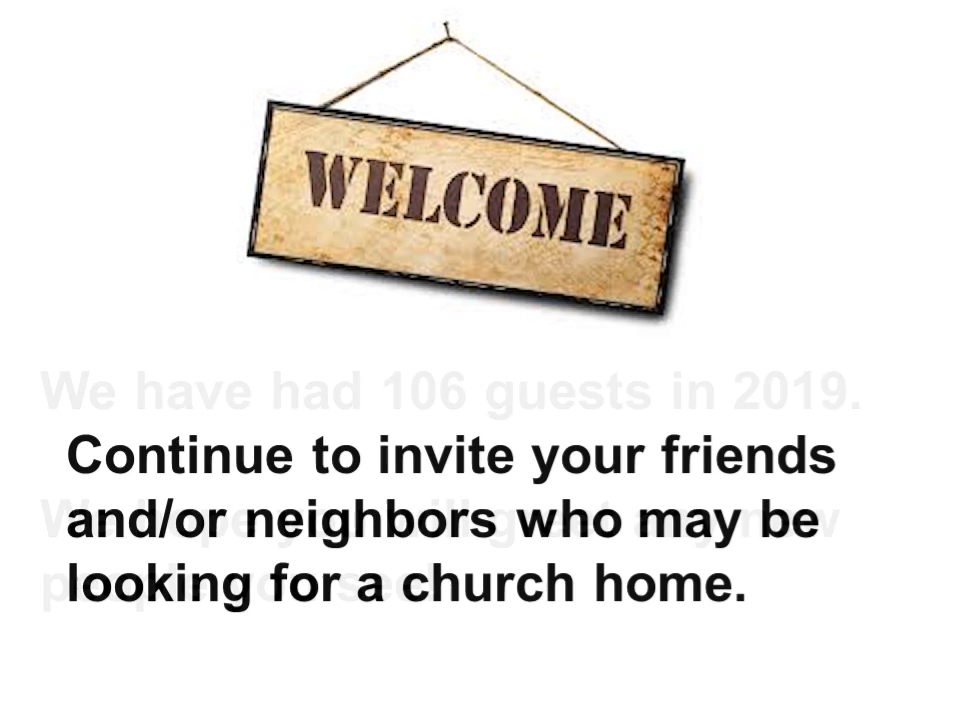 WELCOME
We have had 106 guests in 2019.
Continue to invite your friends
and/or neighbors who may be
looking for a church home.